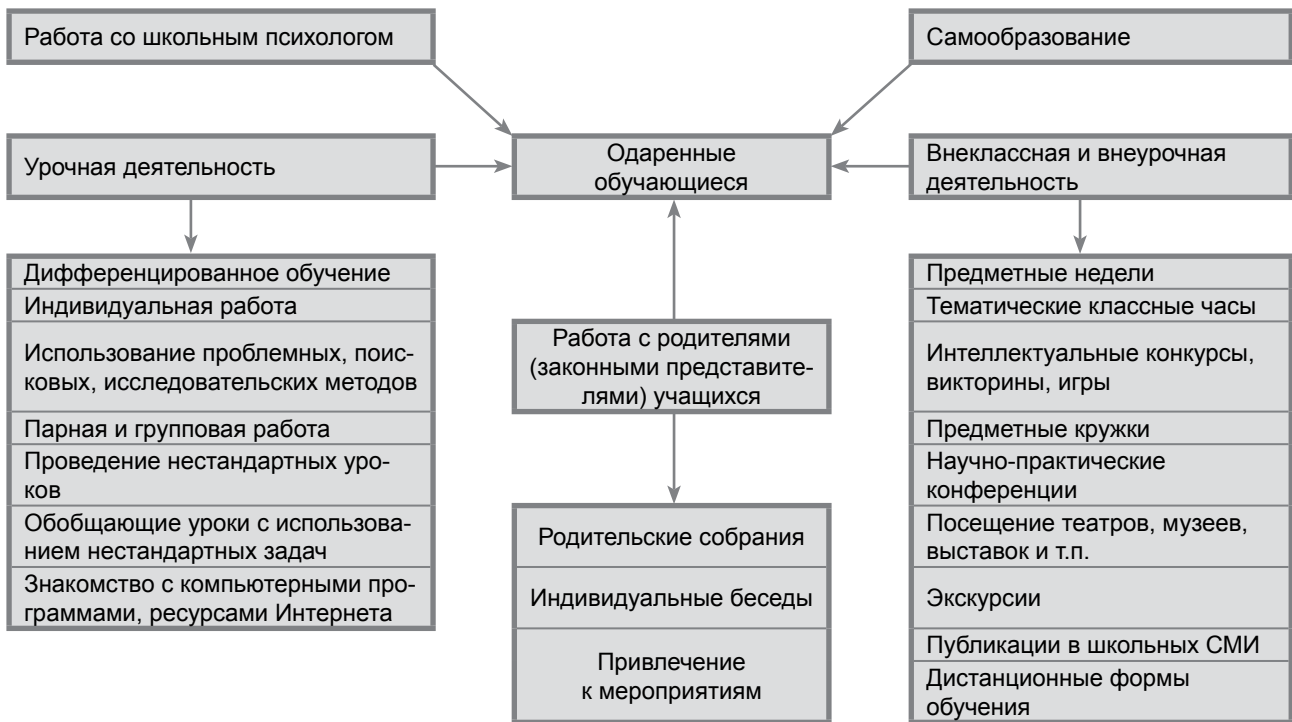 Работа со школьным психологом
Самообразование
Урочная деятельность
Одаренные
обучающиеся
Внеклассная и внеурочная
деятельность
Дифференцированное обучение
Индивидуальная работа
Использование проблемных, поис-
ковых, исследовательских методов
Парная и групповая работа
Проведение нестандартных уро-
ков
Обобщающие уроки с использова-
нием нестандартных задач
Знакомство с компьютерными про-
граммами, ресурсами Интернета
Работа с родителями
(законными представите-
лями) учащихся
Родительские собрания
Индивидуальные беседы
Привлечение
к мероприятиям
Предметные недели
Тематические классные часы
Интеллектуальные конкурсы,
викторины, игры
Предметные кружки
Научно-практические
конференции
Посещение театров, музеев,
выставок и т.п.
Экскурсии
Публикации в школьных СМИ
Дистанционные формы
обучения